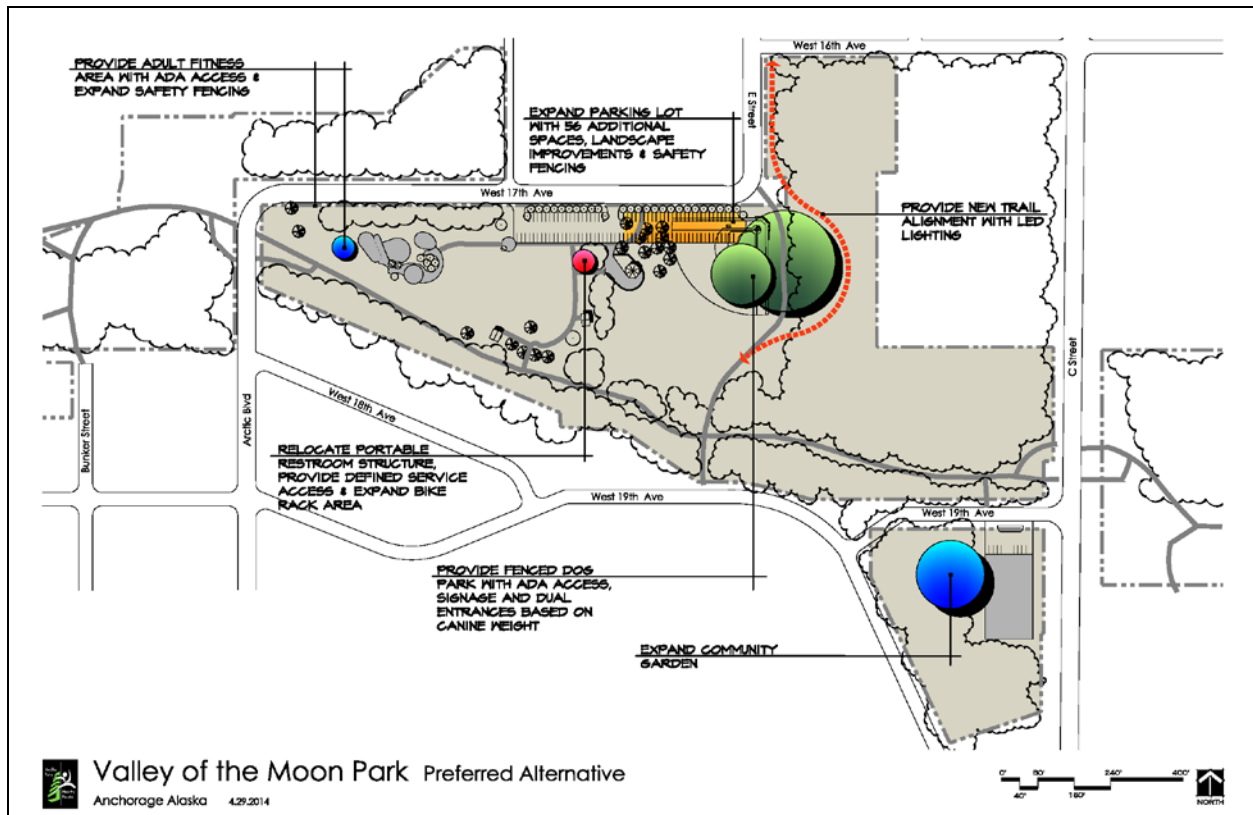 West 16th Ave
PROVIDE ADULT FITNESS
AREA WITH ADA ACCESS &
EXPAND SAFETY FENCING
EXPAND PARKING LOT
WITH 56 ADDITIONAL
SPACES, LANDSCAPE
IMPROVEMENTS & SAFETY
FENCING
E Street
West 17th Ave
PROVIDE NEW TRAIL
ALIGNMENT WITH LED
LIGHTING
C Street
Bunker Street
Arctic Blvd
West 18th Ave
RELOCATE PORTABLE
RESTROOM STRUCTURE,
PROVIDE DEFINED SERVICE
ACCESS & EXPAND BIKE
RACK AREA
West 19th Ave
West 19th Ave
PROVIDE FENCED DOG
PARK WITH ADA ACCESS,
SIGNAGE AND DUAL
ENTRANCES BASED ON
CANINE WEIGHT
EXPAND COMMUNITY
GARDEN
Valley of the Moon Park Preferred Alternative
Anchorage Alaska 4.29.2014
0' 80' 240' 400'
40' 160'
NORTH